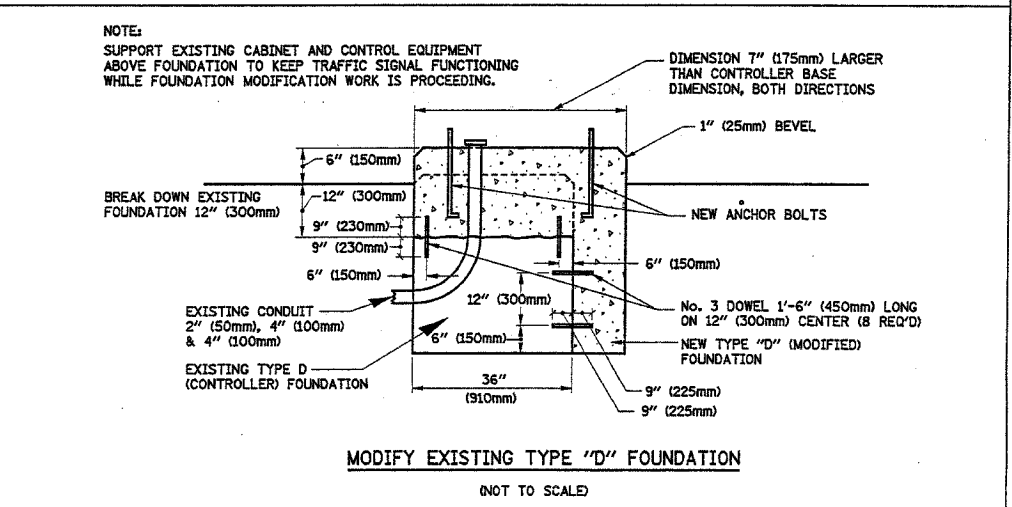 NOTE:
SUPPORT EXISTING CABINET AND CONTROL EQUIPMENT
ABOVE FOUNDATION TO KEEP TRAFFIC SIGNAL FUNCTIONING
WHILE FOUNDATION MODIFICATION WORK IS PROCEEDING.
DIMENSION 7" (175mm) LARGER
THAN CONTROLLER BASE
DIMENSION, BOTH DIRECTIONS
1" (25mm) BEVEL
6" (150mm)
BREAK DOWN EXISTING
FOUNDATION 12" (300mm)
12" (300mm)
NEW ANCHOR BOLTS
9" (230mm)
9" (230mm)
6" (150mm)
6" (150mm)
EXISTING CONDUIT
2" (50mm), 4" (100mm)
& 4" (100mm)
12"
(300mm)
No. 3 DOWEL 1'-6" (450mm) LONG
ON 12" (300mm) CENTER (8 REQ'D)
6"
(150mm)
NEW TYPE "D" (MODIFIED)
FOUNDATION
EXISTING TYPE D
(CONTROLLER) FOUNDATION
36"
(910mm)
9" (225mm)
9" (225mm)
MODIFY EXISTING TYPE "D" FOUNDATION
(NOT TO SCALE)